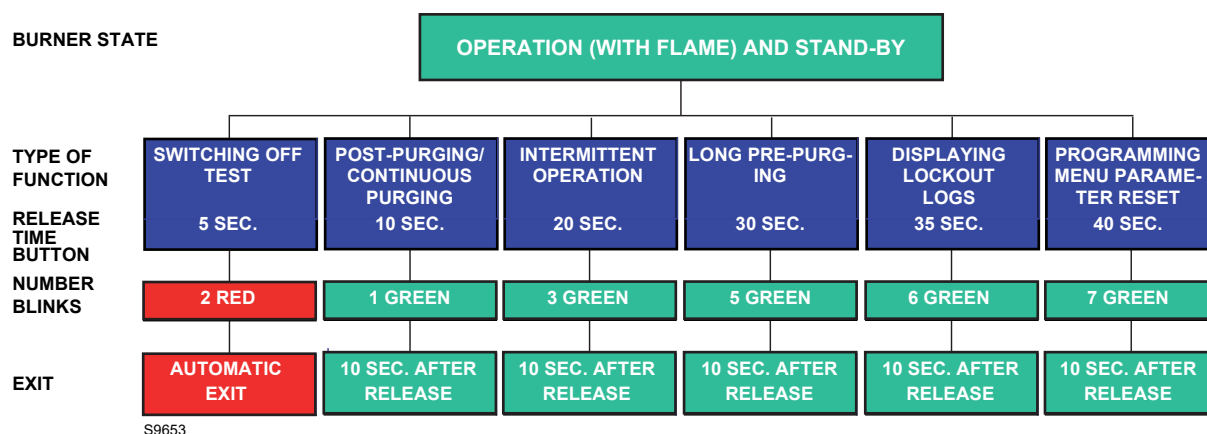 BURNER STATE
OPERATION (WITH FLAME) AND STAND-BY
TYPE OF
FUNCTION
SWITCHING OFF
TEST
POST-PURGING/
CONTINUOUS
PURGING
INTERMITTENT
OPERATION
LONG PRE-PURG-
ING
DISPLAYING
LOCKOUT
LOGS
PROGRAMMING
MENU PARAME-
TER RESET
RELEASE
TIME
BUTTON
5 SEC.
10 SEC.
20 SEC.
30 SEC.
35 SEC.
40 SEC.
NUMBER
BLINKS
2 RED
1 GREEN
3 GREEN
5 GREEN
6 GREEN
7 GREEN
EXIT
AUTOMATIC
EXIT
10 SEC. AFTER
RELEASE
10 SEC. AFTER
RELEASE
10 SEC. AFTER
RELEASE
10 SEC. AFTER
RELEASE
10 SEC. AFTER
RELEASE
S9653